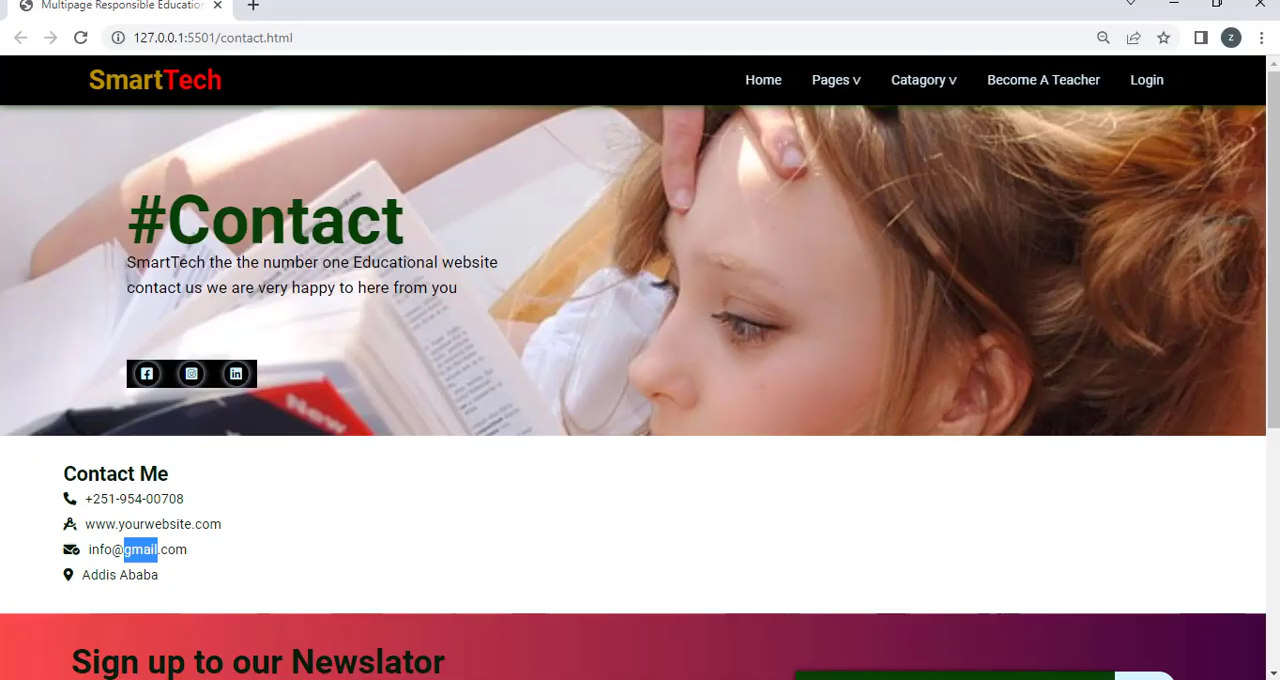 Multipage Responsible Educatio
127.0.0.1:5501/contact.html
z
SmartTech
Home Pages v Catagory v Become A Teacher Login
#Contact
SmartTech the the number one Educational website
contact us we are very happy to here from you
New
Contact Me
+251-954-00708
www.yourwebsite.com
info@gmail.com
Addis Ababa
Sign up to our Newslator